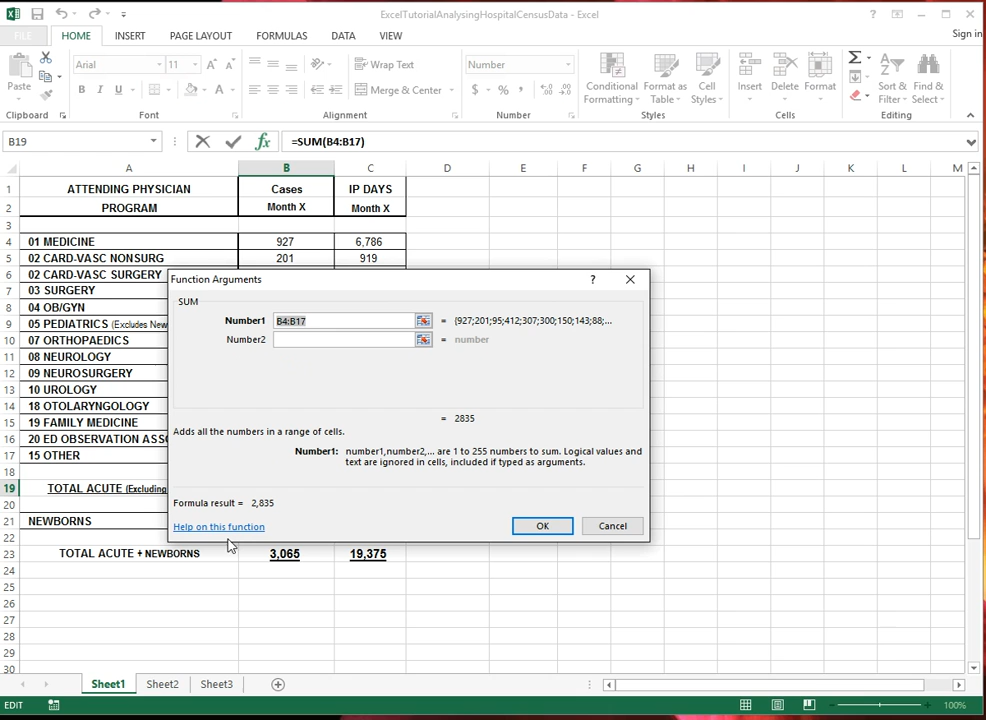 ExcelTutorialAnalysingHospitalCensusData - Excel
?
FILE HOME INSERT PAGE LAYOUT FORMULAS DATA VIEW Sign in
Paste
Arial 11
B I U
A A A
Wrap Text
Merge & Center
Number
$ % ,
Conditional Formatting
Format as Table
Cell Styles
Insert Delete Format
Sort & Filter
Find & Select
Clipboard Font Alignment Number Styles Cells Editing
B19 fx =SUM(B4:B17)
A B C D E F G H I J K L M
1 ATTENDING PHYSICIAN Cases IP DAYS
2 PROGRAM Month X Month X
3
4 01 MEDICINE 927 6,786
5 02 CARD-VASC NONSURG 201 919
6 02 CARD-VASC SURGERY
7 03 SURGERY
8 04 OB/GYN
9 05 PEDIATRICS (Excludes New
10 07 ORTHOPAEDICS
11 08 NEUROLOGY
12 09 NEUROSURGERY
13 10 UROLOGY
14 18 OTOLARYNGOLOGY
15 19 FAMILY MEDICINE
16 20 ED OBSERVATION ASS
17 15 OTHER
18
19 TOTAL ACUTE (Excluding
20
21 NEWBORNS
22
23 TOTAL ACUTE + NEWBORNS 3,065 19,375
24
25
26
27
28
29
30
Function Arguments ?
SUM
Number1 B4:B17 = {927;201;95;412;307;300;150;143;88;...
Number2 = number
= 2835
Adds all the numbers in a range of cells.
Number1: number1,number2,... are 1 to 255 numbers to sum. Logical values and
text are ignored in cells, included if typed as arguments.
Formula result = 2,835
Help on this function OK Cancel
Sheet1 Sheet2 Sheet3
EDIT 100%